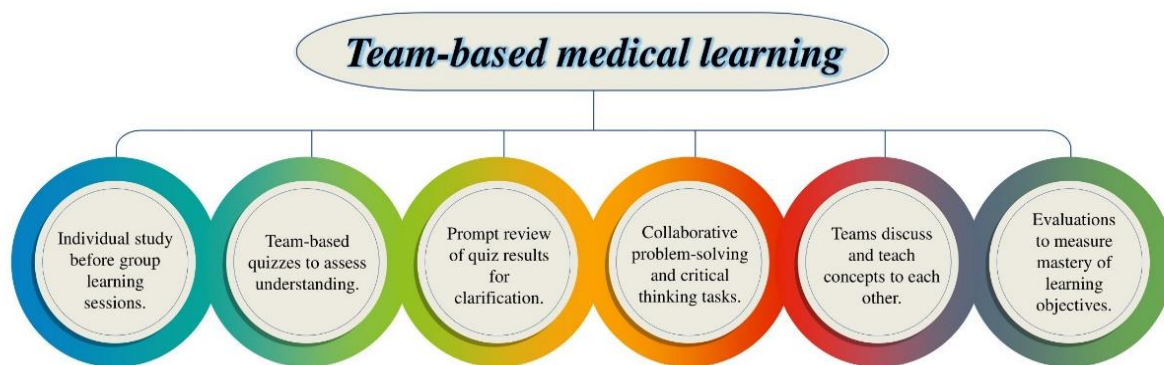 Team-based medical learning
Individual study
before group
learning
sessions.
Team-based
quizzes to assess
understanding.
Prompt review
of quiz results
for
clarification.
Collaborative
problem-solving
and critical
thinking tasks.
Teams discuss
and teach
concepts to each
other.
Evaluations
to measure
mastery of
learning
objectives.